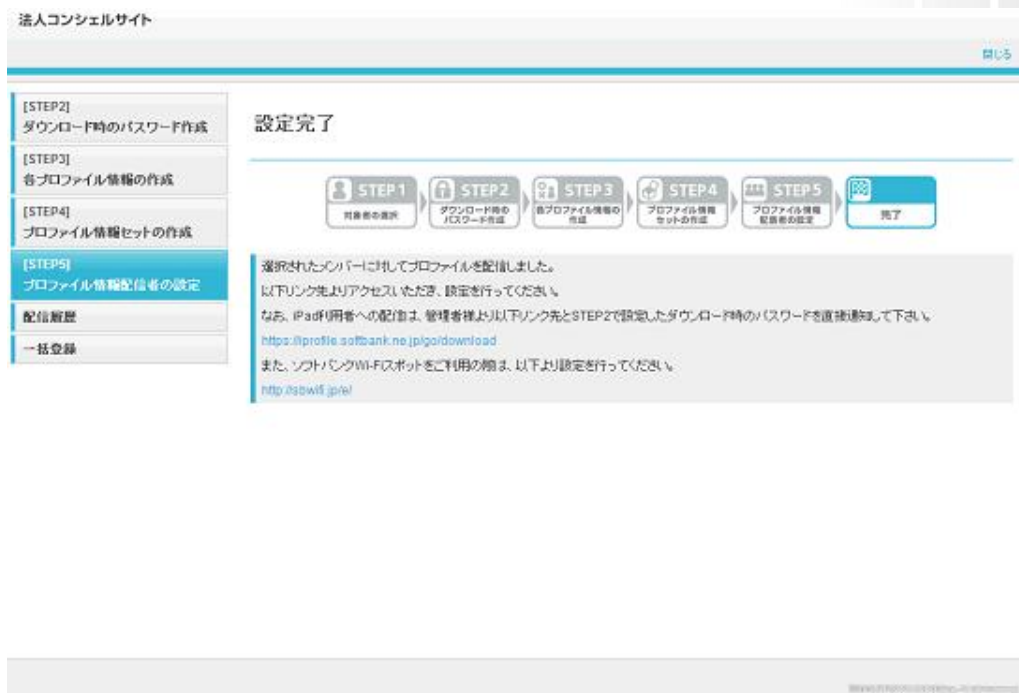 法人コンシェルサイト
閉じる
[STEP2]
ダウンロード時のパスワード作成
[STEP3]
各プロファイル情報の作成
[STEP4]
プロファイル情報セットの作成
[STEP5]
プロファイル情報配信者の設定
配信履歴
一括登録
設定完了
STEP1
対象者の選択
STEP2
ダウンロード時の
パスワード作成
STEP3
各プロファイル情報の
作成
STEP4
プロファイル情報
セットの作成
STEP5
プロファイル情報
配信者の設定
完了
選択されたメンバーに対してプロファイルを配信しました。
以下リンク先よりアクセスいただき、設定を行ってください。
なお、iPad利用者への配信は、管理者様より以下リンク先とSTEP2で設定したダウンロード時のパスワードを直接通知して下さい。
https://iprofile.softbank.ne.jp/go/download
また、ソフトバンクWi-Fiスポットをご利用の際は、以下より設定を行ってください。
http://sbwifi.jp/e/